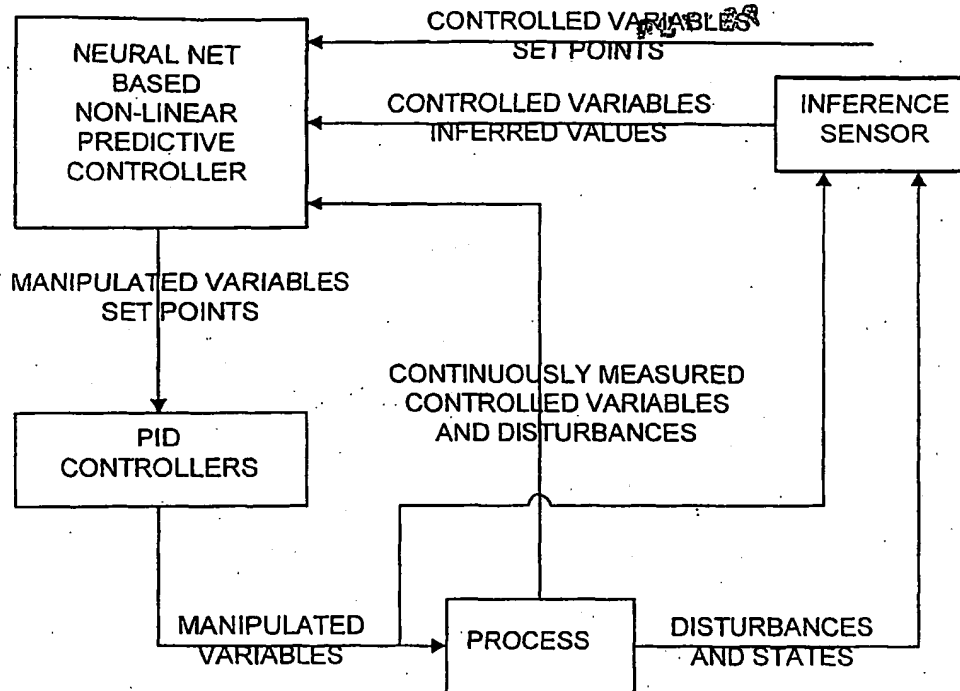 CONTROLLED VARIABLES
SET POINTS
NEURAL NET
BASED
NON-LINEAR
PREDICTIVE
CONTROLLER
CONTROLLED VARIABLES
INFERRED VALUES
INFERENCE
SENSOR
MANIPULATED VARIABLES
SET POINTS
CONTINUOUSLY MEASURED
CONTROLLED VARIABLES
AND DISTURBANCES
PID
CONTROLLERS
MANIPULATED
VARIABLES
PROCESS
DISTURBANCES
AND STATES